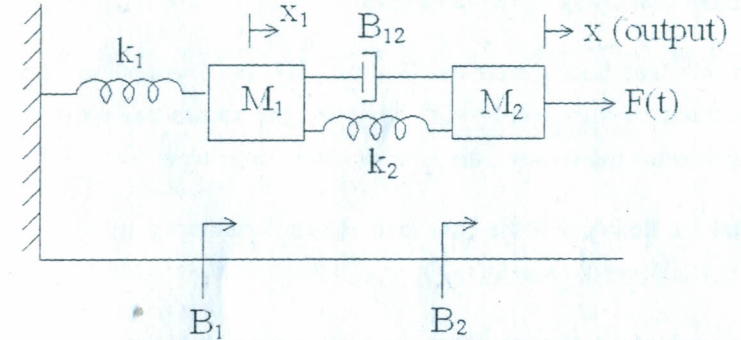 x₁
B₁₂
x (output)
k₁
M₁
M₂
F(t)
k₂
B₁
B₂